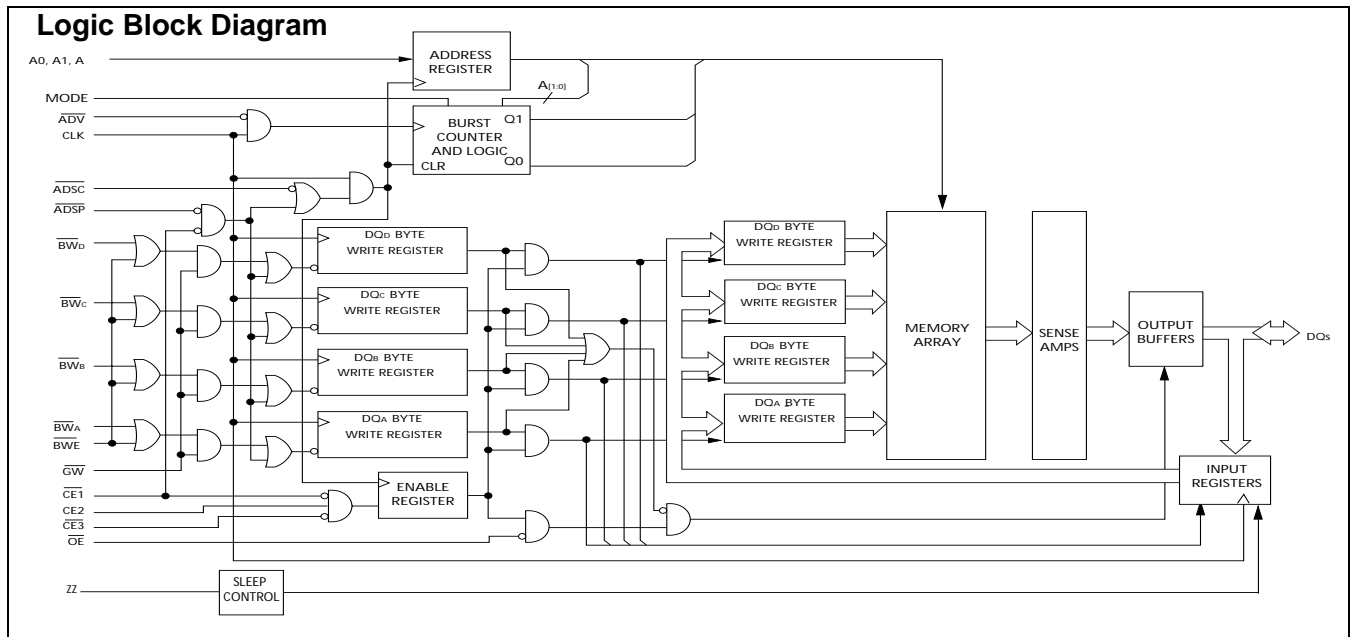 Logic Block Diagram
A0, A1, A
ADDRESS
REGISTER
MODE
A[1:0]
ADV
CLK
BURST
COUNTER
AND LOGIC
Q1
CLR
Q0
ADSC
ADSP
BWD
DQD BYTE
WRITE REGISTER
DQD BYTE
WRITE REGISTER
BWC
DQC BYTE
WRITE REGISTER
DQC BYTE
WRITE REGISTER
BWB
DQB BYTE
WRITE REGISTER
DQB BYTE
WRITE REGISTER
BWA
BWE
DQA BYTE
WRITE REGISTER
DQA BYTE
WRITE REGISTER
MEMORY
ARRAY
SENSE
AMPS
OUTPUT
BUFFERS
DQs
GW
CE1
CE2
CE3
OE
ENABLE
REGISTER
INPUT
REGISTERS
ZZ
SLEEP
CONTROL